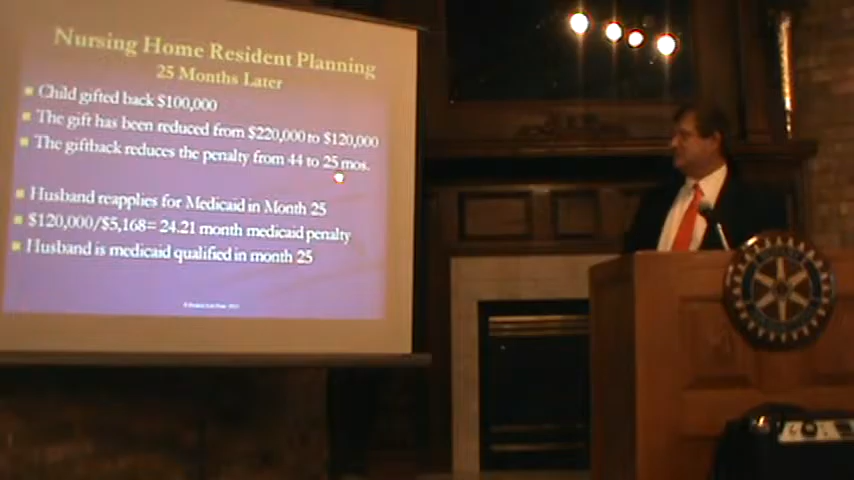 Nursing Home Resident Planning
25 Months Later
Child gifted back $100,000
The gift has been reduced from $220,000 to $120,000
The giftback reduces the penalty from 44 to 25 mos.
Husband reapplies for Medicaid in Month 25
$120,000/$5,168= 24.21 month medicaid penalty
Husband is medicaid qualified in month 25